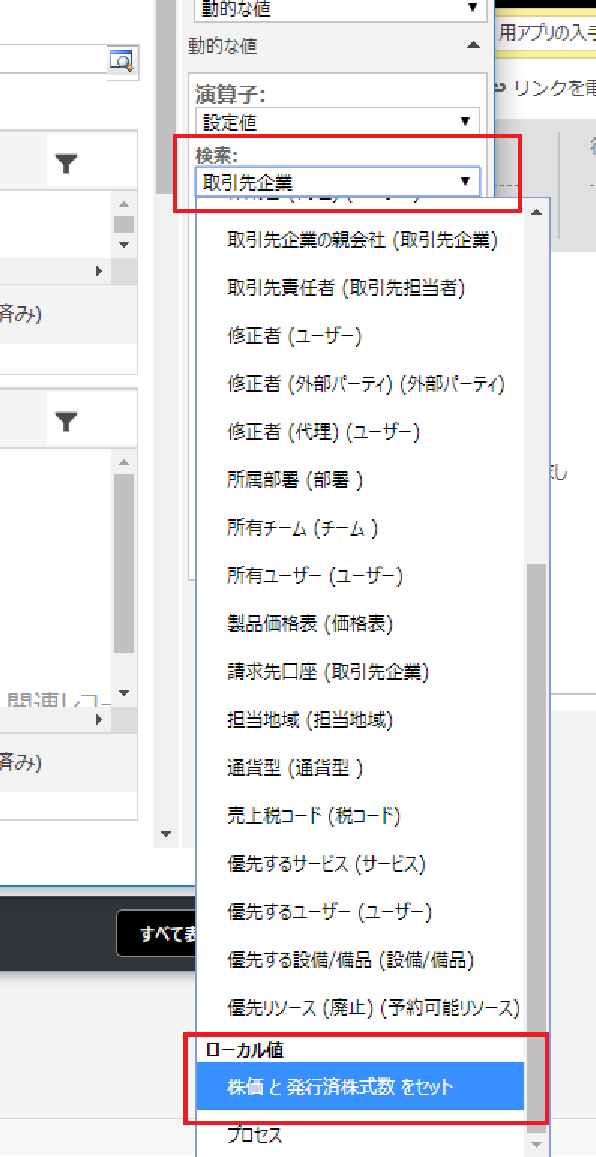 動的な値
用アプリの入手
動的な値
リンクを電
演算子:
設定値
検索:
取引先企業
取引先企業の親会社 (取引先企業)
取引先責任者 (取引先担当者)
済み)
修正者 (ユーザー)
修正者 (外部パーティ) (外部パーティ)
修正者 (代理) (ユーザー)
所属部署 (部署 )
所有チーム (チーム )
所有ユーザー (ユーザー)
製品価格表 (価格表)
請求先口座 (取引先企業)
関連レコー
担当地域 (担当地域)
済み)
通貨型 (通貨型 )
売上税コード (税コード)
優先するサービス (サービス)
優先するユーザー (ユーザー)
すべて表
優先する設備/備品 (設備/備品)
優先リソース (廃止) (予約可能リソース)
ローカル値
株価 と 発行済株式数 をセット
プロセス